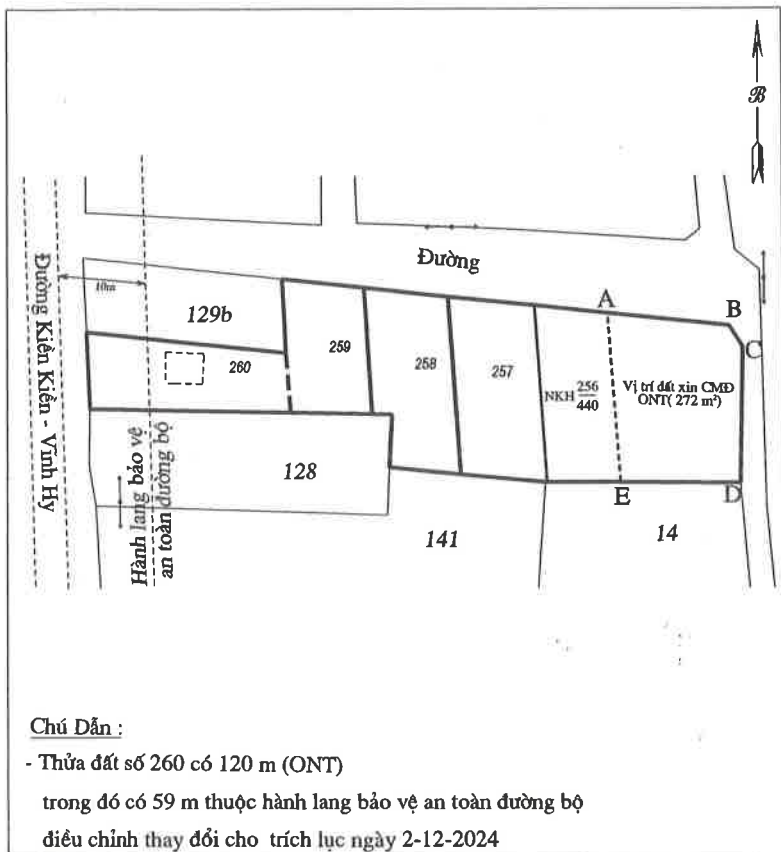 B
Đường
10m
129b
A
B
C
Đường Kiền Kiền - Vĩnh Hy
259
260
258
257
NKH 256
440
Vị trí đất xin CMĐ
ONT( 272 m²)
128
E
D
Hành lang bảo vệ
an toàn đường bộ
141
14
Chú Dẫn :
- Thửa đất số 260 có 120 m (ONT)
trong đó có 59 m thuộc hành lang bảo vệ an toàn đường bộ
điều chỉnh thay đổi cho trích lục ngày 2-12-2024